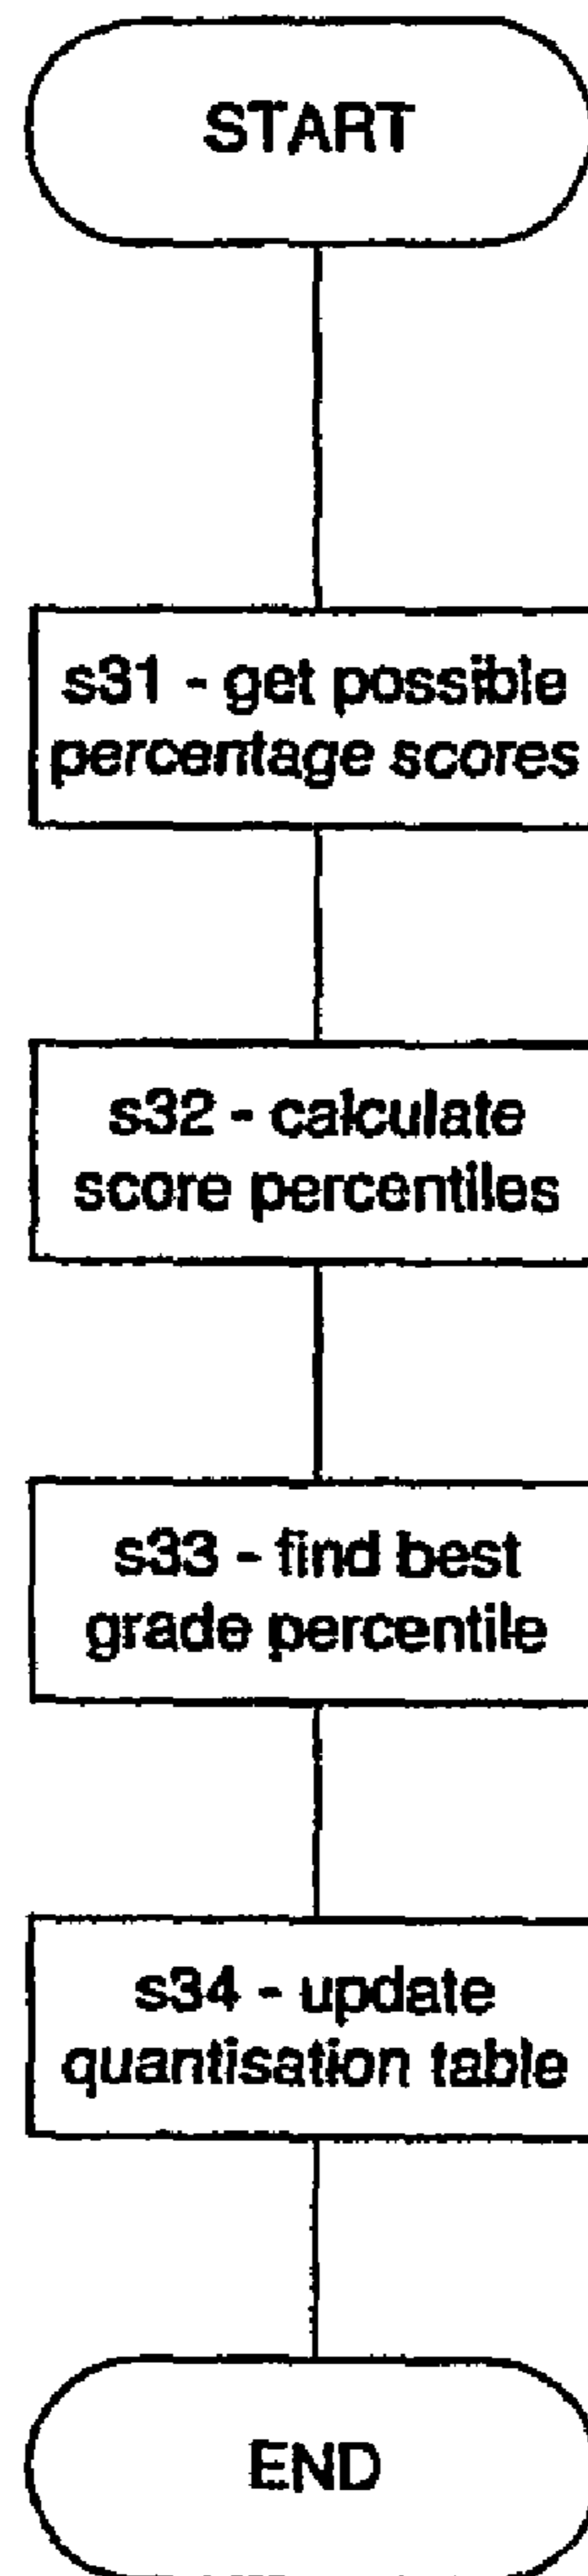 START
s31 - get possible
percentage scores
s32 - calculate
score percentiles
s33 - find best
grade percentile
s34 - update
quantisation table
END